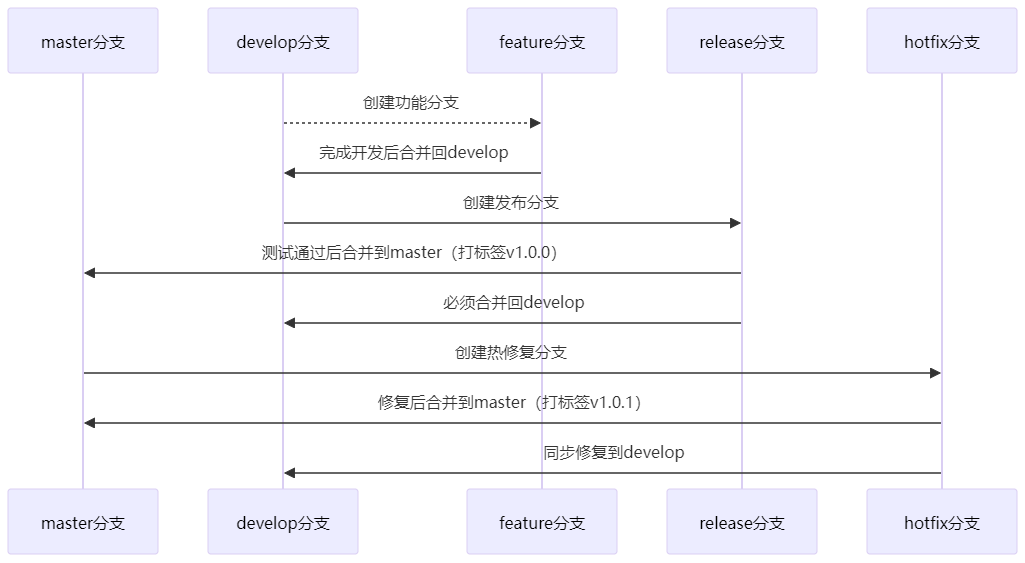 master分支
develop分支
feature分支
release分支
hotfix分支
创建功能分支
完成开发后合并回develop
创建发布分支
测试通过后合并到master（打标签v1.0.0）
必须合并回develop
创建热修复分支
修复后合并到master（打标签v1.0.1）
同步修复到develop
master分支
develop分支
feature分支
release分支
hotfix分支